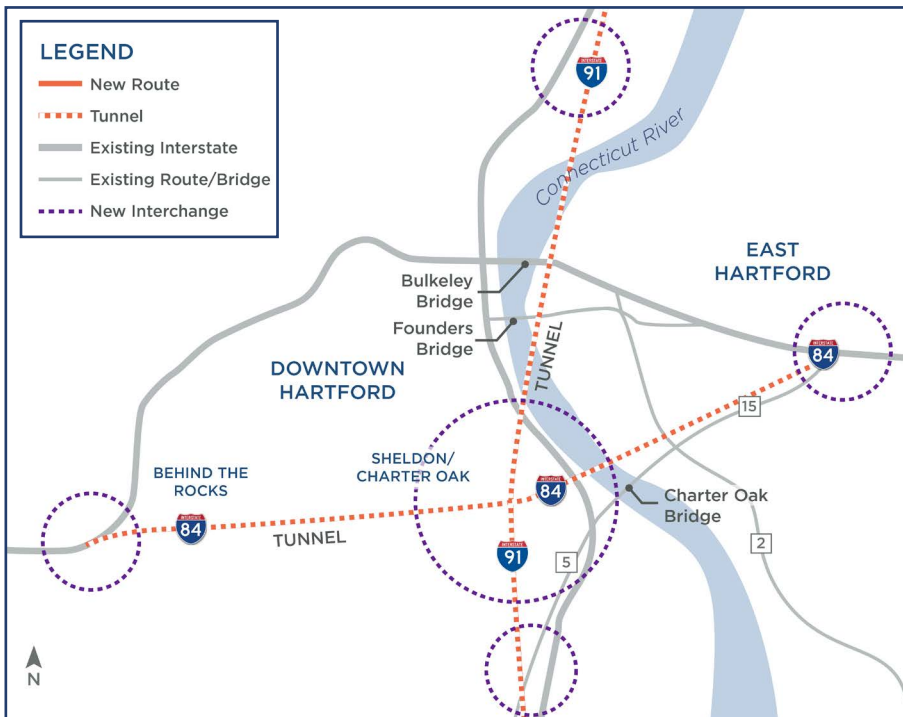 LEGEND
New Route
Tunnel
Existing Interstate
Existing Route/Bridge
New Interchange
INTERSTATE
91
Connecticut River
EAST
HARTFORD
Bulkeley
Bridge
Founders
Bridge
TUNNEL
INTERSTATE
84
DOWNTOWN
HARTFORD
15
SHELDON/
CHARTER OAK
BEHIND THE
ROCKS
INTERSTATE
84
INTERSTATE
84
Charter Oak
Bridge
TUNNEL
INTERSTATE
91
5
2
N